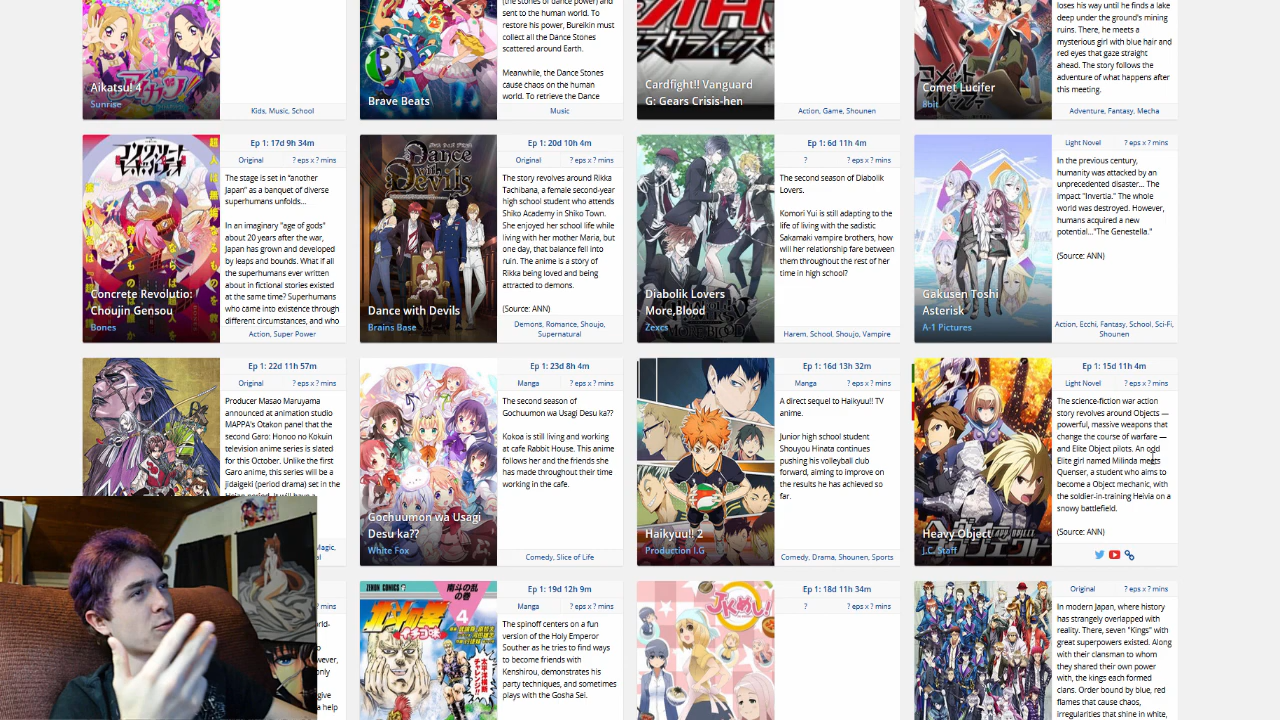 Aikatsu! 4
Sunrise
Kids, Music, School
Brave Beats
(the stones of dance power) and
sent to the human world. To
restore his power, Bureikin must
collect all the Dance Stones
scattered around Earth.
Meanwhile, the Dance Stones
cause chaos on the human
world. To retrieve the Dance
Music
Cardfight!! Vanguard
G: Gears Crisis-hen
Action, Game, Shounen
Comet Lucifer
8bit
loses his way until he finds a lake
deep under the ground's mining
ruins. There, he meets a
mysterious girl with blue hair and
red eyes that gaze straight
ahead. The story follows the
adventure of what happens after
this meeting.
Adventure, Fantasy, Mecha
Concrete Revolutio:
Choujin Gensou
Bones
Ep 1: 17d 9h 34m
Original ? eps x ? mins
The stage is set in "another
Japan" as a banquet of diverse
superhumans unfolds...
In an imaginary "age of gods"
about 20 years after the war,
Japan has grown and developed
by leaps and bounds. What if all
the superhumans ever written
about in fictional stories existed
at the same time? Superhumans
who came into existence through
different circumstances, and who
Action, Super Power
Dance with Devils
Dance with Devils
Brains Base
Ep 1: 20d 10h 4m
Original ? eps x ? mins
The story revolves around Rikka
Tachibana, a female second-year
high school student who attends
Shiko Academy in Shiko Town.
She enjoyed her school life while
living with her mother Maria, but
one day, that balance fell into
ruin. The anime is a story of
Rikka being loved and being
attracted to demons.
(Source: ANN)
Demons, Romance, Shoujo,
Supernatural
Diabolik Lovers
More,Blood
Zexcs
Ep 1: 6d 11h 4m
? ? eps x ? mins
The second season of Diabolik
Lovers.
Komori Yui is still adapting to the
life of living with the sadistic
Sakamaki vampire brothers, how
will her relationship fare between
them throughout the rest of her
time in high school?
Harem, School, Shoujo, Vampire
Gakusen Toshi
Asterisk
A-1 Pictures
Light Novel ? eps x ? mins
In the previous century,
humanity was attacked by an
unprecedented disaster... The
impact "Invertia." The whole
world was destroyed. However,
humans acquired a new
potential..."The Genestella."
(Source: ANN)
Action, Ecchi, Fantasy, School, Sci-Fi,
Shounen
Ep 1: 22d 11h 57m
Original ? eps x ? mins
Producer Masao Maruyama
announced at animation studio
MAPPA's Otakon panel that the
second Garo: Honoo no Kokuin
television anime series is slated
for this October. Unlike the first
Garo anime, this series will be a
jidaigeki (period drama) set in the
Magic,
Gochuumon wa Usagi
Desu ka??
White Fox
Ep 1: 23d 8h 4m
Manga ? eps x ? mins
The second season of
Gochuumon wa Usagi Desu ka??
Kokoa is still living and working
at cafe Rabbit House. This anime
follows her and the friends she
has made throughout their time
working in the cafe.
Comedy, Slice of Life
Haikyuu!! 2
Production I.G
Ep 1: 16d 13h 32m
Manga ? eps x ? mins
A direct sequel to Haikyuu!! TV
anime.
Junior high school student
Shouyou Hinata continues
pushing his volleyball club
forward, aiming to improve on
the results he has achieved so
far.
Comedy, Drama, Shounen, Sports
Heavy Object
J.C. Staff
Ep 1: 15d 11h 4m
Light Novel ? eps x ? mins
The science-fiction war action
story revolves around Objects —
powerful, massive weapons that
change the course of warfare —
and Elite Object pilots. An odd
Elite girl named Milinda meets
Quenser, a student who aims to
become a Object mechanic, with
the soldier-in-training Heivia on a
snowy battlefield.
(Source: ANN)
? mins
ZENON COMICS
Ep 1: 19d 12h 9m
Manga ? eps x ? mins
The spinoff centers on a fun
version of the Holy Emperor
Souther as he tries to find ways
to become friends with
Kenshirou, demonstrates his
party techniques, and sometimes
plays with the Gosha Sei.
JKめし!
Ep 1: 18d 11h 34m
? ? eps x ? mins
Original ? eps x ? mins
In modern Japan, where history
has strangely overlapped with
reality. There, seven "Kings" with
great superpowers existed. Along
with their clansman to whom
they shared their own power
with, the kings each formed
clans. Order bound by blue, red
flames that cause chaos,
irregularities that shine in white,